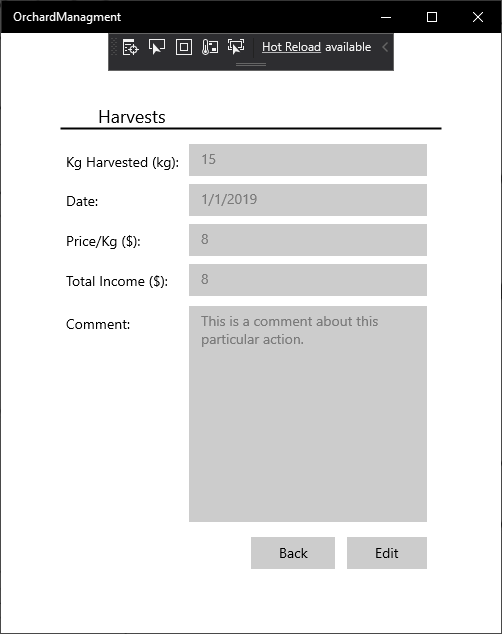 OrchardManagment
Hot Reload available
Harvests
Kg Harvested (kg): 15
Date: 1/1/2019
Price/Kg ($): 8
Total Income ($): 8
Comment: This is a comment about this
particular action.
Back Edit